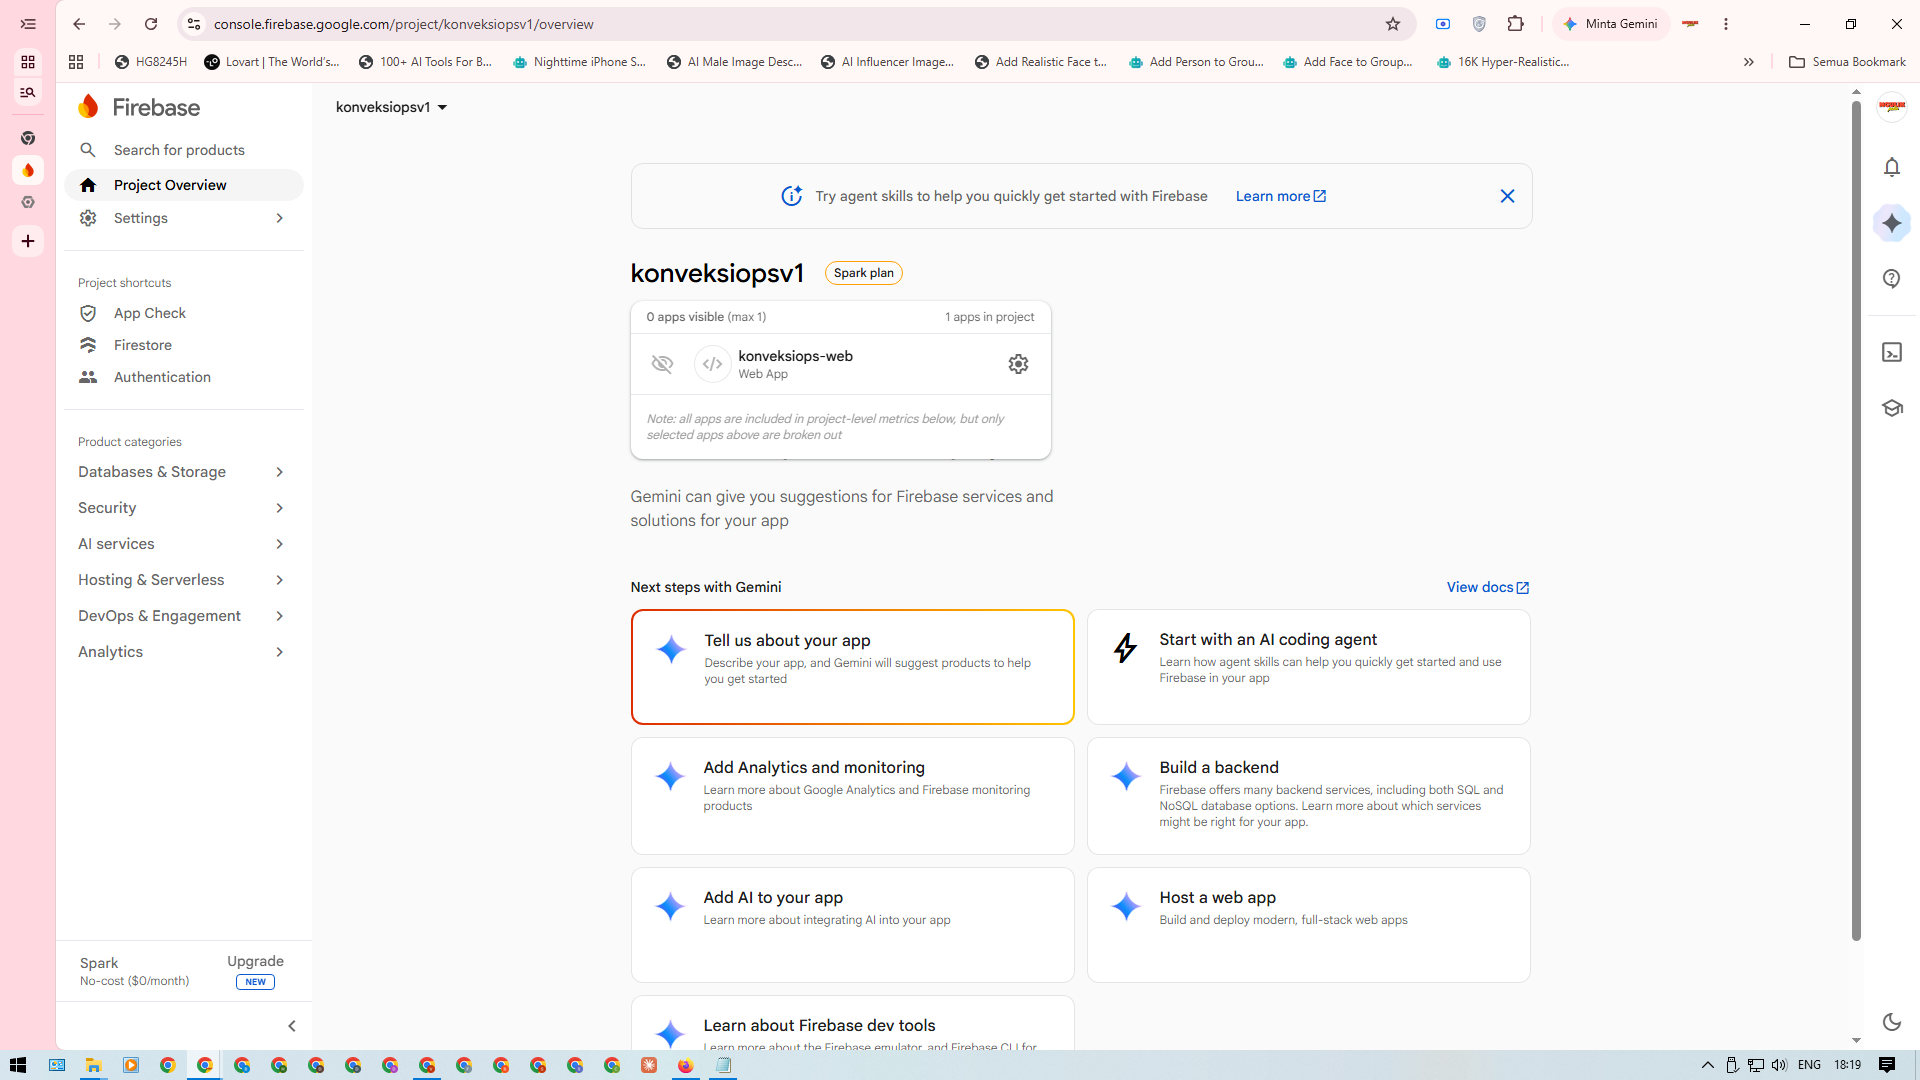 console.firebase.google.com/project/konveksiopsv1/overview
Minta Gemini
HG8245H
Lovart | The World's...
100+ AI Tools For B...
Nighttime iPhone S...
AI Male Image Desc...
AI Influencer Image...
Add Realistic Face t...
Add Person to Grou...
Add Face to Group...
16K Hyper-Realistic...
Semua Bookmark
Firebase
Search for products
Project Overview
Settings
Project shortcuts
App Check
Firestore
Authentication
Product categories
Databases & Storage
Security
AI services
Hosting & Serverless
DevOps & Engagement
Analytics
Spark
No-cost ($0/month)
Upgrade
NEW
konveksiopsv1
Try agent skills to help you quickly get started with Firebase
Learn more
konveksiopsv1
Spark plan
0 apps visible (max 1)
1 apps in project
konveksiops-web
Web App
Note: all apps are included in project-level metrics below, but only
selected apps above are broken out
Gemini can give you suggestions for Firebase services and
solutions for your app
Next steps with Gemini
View docs
Tell us about your app
Describe your app, and Gemini will suggest products to help
you get started
Start with an AI coding agent
Learn how agent skills can help you quickly get started and use
Firebase in your app
Add Analytics and monitoring
Learn more about Google Analytics and Firebase monitoring
products
Build a backend
Firebase offers many backend services, including both SQL and
NoSQL database options. Learn more about which services
might be right for your app.
Add AI to your app
Learn more about integrating AI into your app
Host a web app
Build and deploy modern, full-stack web apps
Learn about Firebase dev tools
Learn more about the Firebase emulator, and Firebase CLI for
ENG
18:19